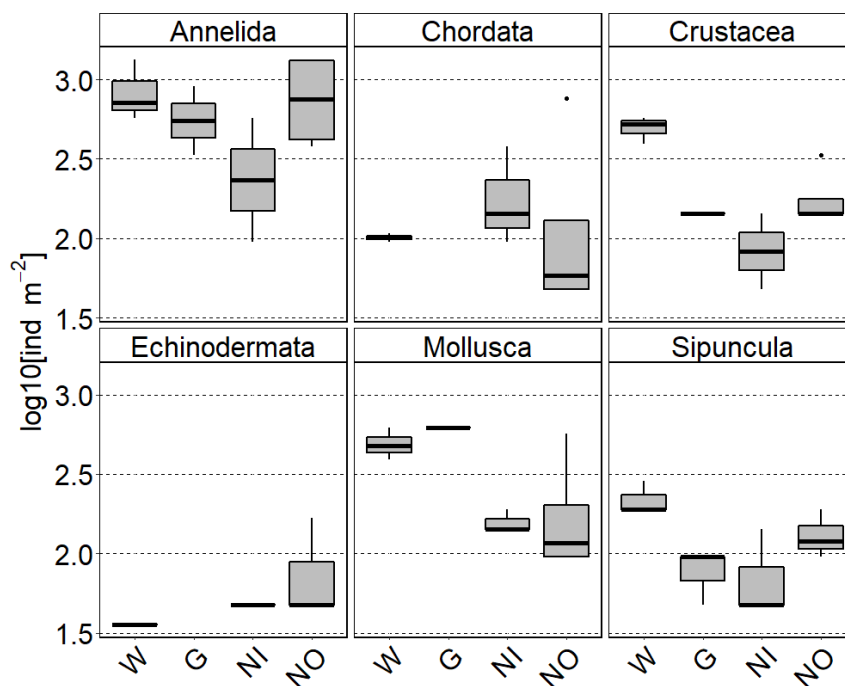 Annelida Chordata Crustacea
3.0
2.5
2.0
1.5
Echinodermata Mollusca Sipuncula
3.0
2.5
2.0
1.5
log10[ind m⁻²]
W G NI NO W G NI NO W G NI NO